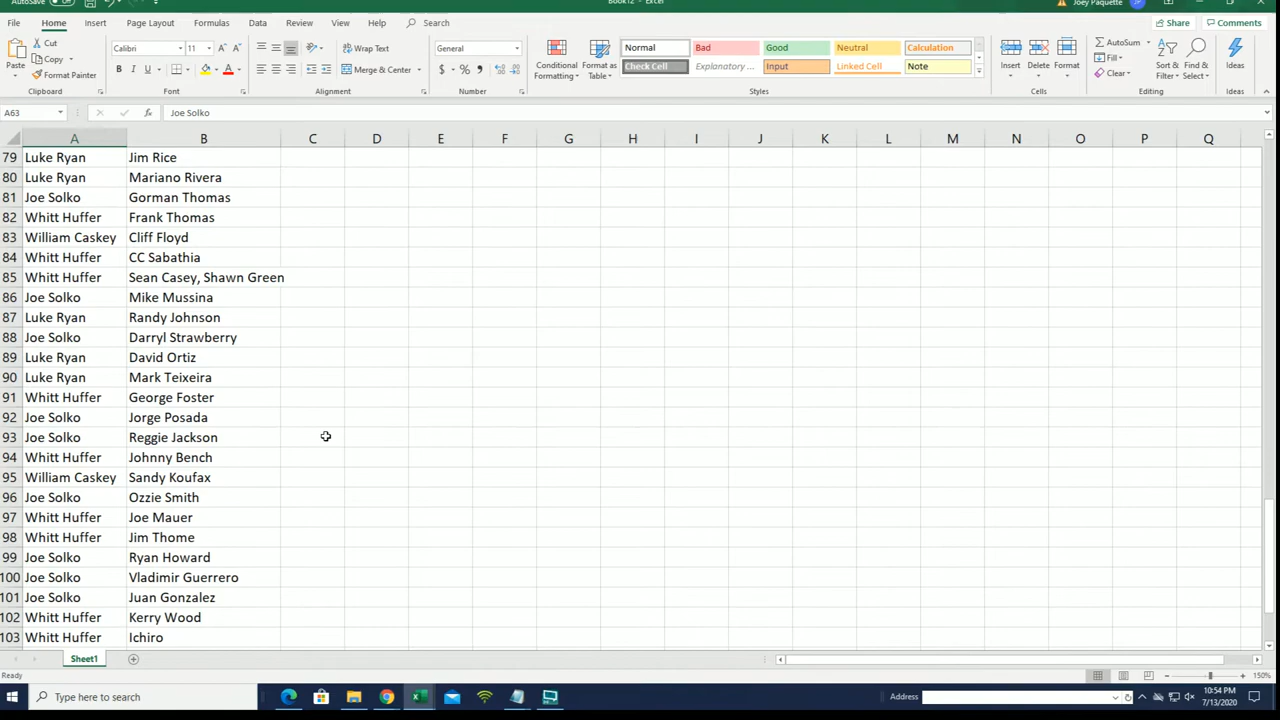 AutoSave Off Book12 - Excel Joey Paquette JP
File Home Insert Page Layout Formulas Data Review View Help Search Share Comments
Paste Cut Copy Format Painter Clipboard
Calibri 11 A A B I U A Font
Wrap Text Merge & Center Alignment
General $ % , Number
Conditional Formatting Format as Table
Normal Bad Good Neutral Calculation
Check Cell Explanatory ... Input Linked Cell Note
Styles
Insert Delete Format Cells
AutoSum Fill Clear Sort & Filter Find & Select Editing
Ideas Ideas
A63 fx Joe Solko
A B C D E F G H I J K L M N O P Q
79 Luke Ryan Jim Rice
80 Luke Ryan Mariano Rivera
81 Joe Solko Gorman Thomas
82 Whitt Huffer Frank Thomas
83 William Caskey Cliff Floyd
84 Whitt Huffer CC Sabathia
85 Whitt Huffer Sean Casey, Shawn Green
86 Joe Solko Mike Mussina
87 Luke Ryan Randy Johnson
88 Joe Solko Darryl Strawberry
89 Luke Ryan David Ortiz
90 Luke Ryan Mark Teixeira
91 Whitt Huffer George Foster
92 Joe Solko Jorge Posada
93 Joe Solko Reggie Jackson
94 Whitt Huffer Johnny Bench
95 William Caskey Sandy Koufax
96 Joe Solko Ozzie Smith
97 Whitt Huffer Joe Mauer
98 Whitt Huffer Jim Thome
99 Joe Solko Ryan Howard
100 Joe Solko Vladimir Guerrero
101 Joe Solko Juan Gonzalez
102 Whitt Huffer Kerry Wood
103 Whitt Huffer Ichiro
Sheet1
Ready 150%
Type here to search Address 10:54 PM
7/13/2020